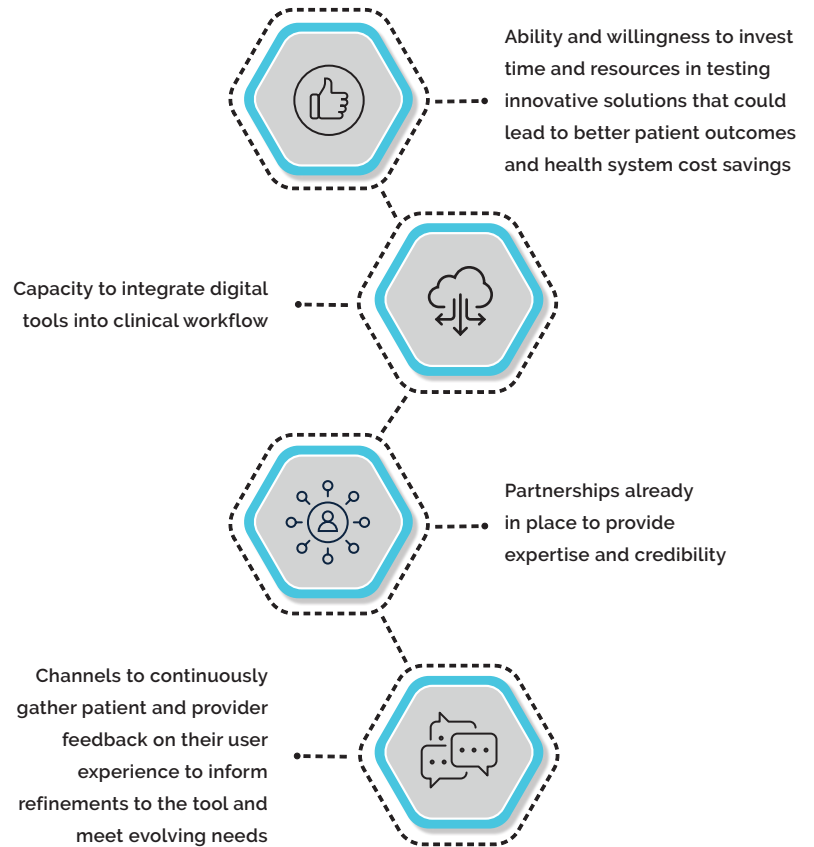 Ability and willingness to invest
time and resources in testing
innovative solutions that could
lead to better patient outcomes
and health system cost savings
Capacity to integrate digital
tools into clinical workflow
Partnerships already
in place to provide
expertise and credibility
Channels to continuously
gather patient and provider
feedback on their user
experience to inform
refinements to the tool and
meet evolving needs